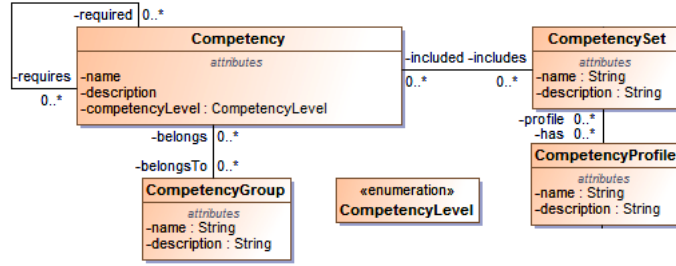 -required 0..*
Competency
attributes
-name
-description
-competencyLevel : CompetencyLevel
-requires
0..*
-included -includes
0..* 0..*
CompetencySet
attributes
-name : String
-description : String
-profile 0..*
-has 0..*
CompetencyProfile
attributes
-name : String
-description : String
-belongs 0..*
-belongsTo 0..*
CompetencyGroup
attributes
-name : String
-description : String
«enumeration»
CompetencyLevel